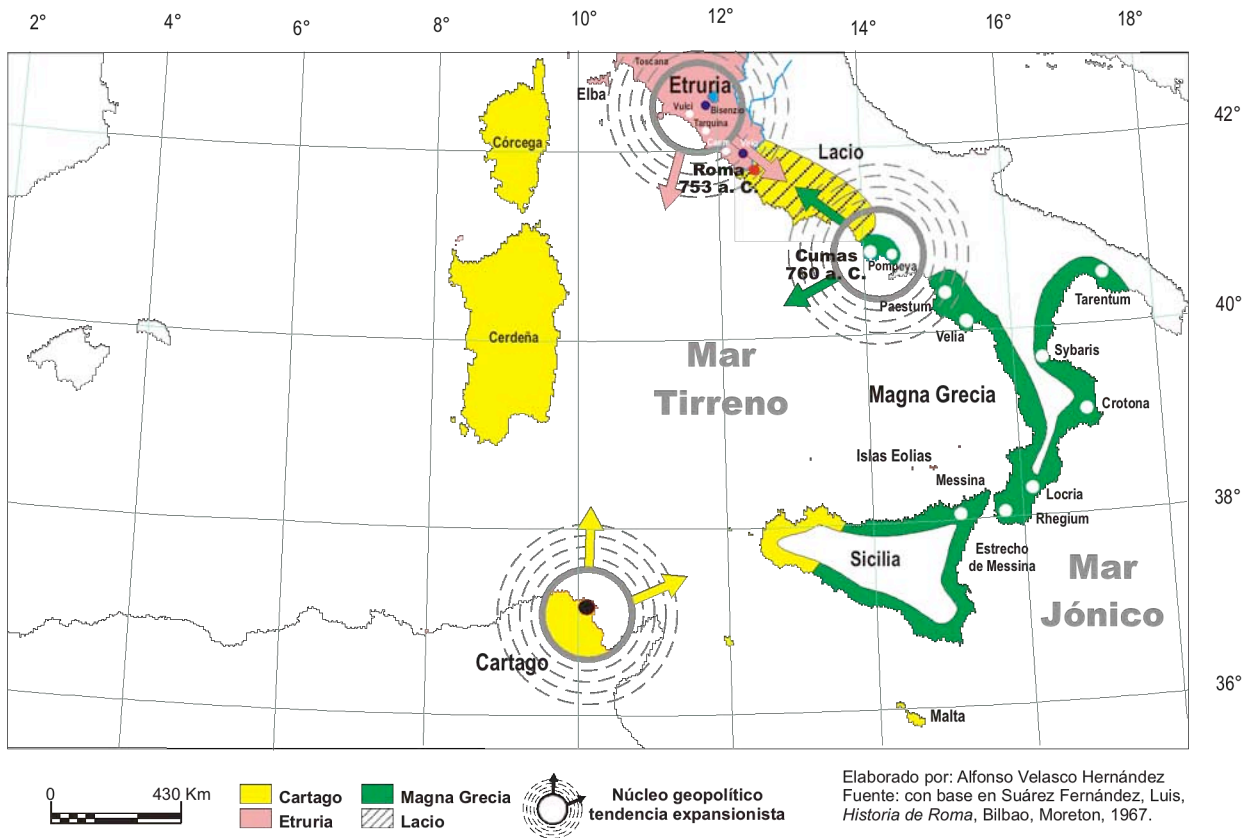 2° 4° 6° 8° 10° 12° 14° 16° 18°
Toscana
Etruria
Elba
Vulci
Bisenzio
Tarquina
42°
Córcega
Lacio
Roma
753 a. C.
Cumas
760 a. C.
Pompeya
Paestum
Tarentum
40°
Velia
Cerdeña
Mar
Tirreno
Sybaris
Magna Grecia
Crotona
Islas Eolias
Messina
Locria
38°
Rhegium
Sicilia
Estrecho
de Messina
Mar
Jónico
Cartago
36°
Malta
0 430 Km
Cartago
Etruria
Magna Grecia
Lacio
Núcleo geopolítico
tendencia expansionista
Elaborado por: Alfonso Velasco Hernández
Fuente: con base en Suárez Fernández, Luis,
Historia de Roma, Bilbao, Moreton, 1967.